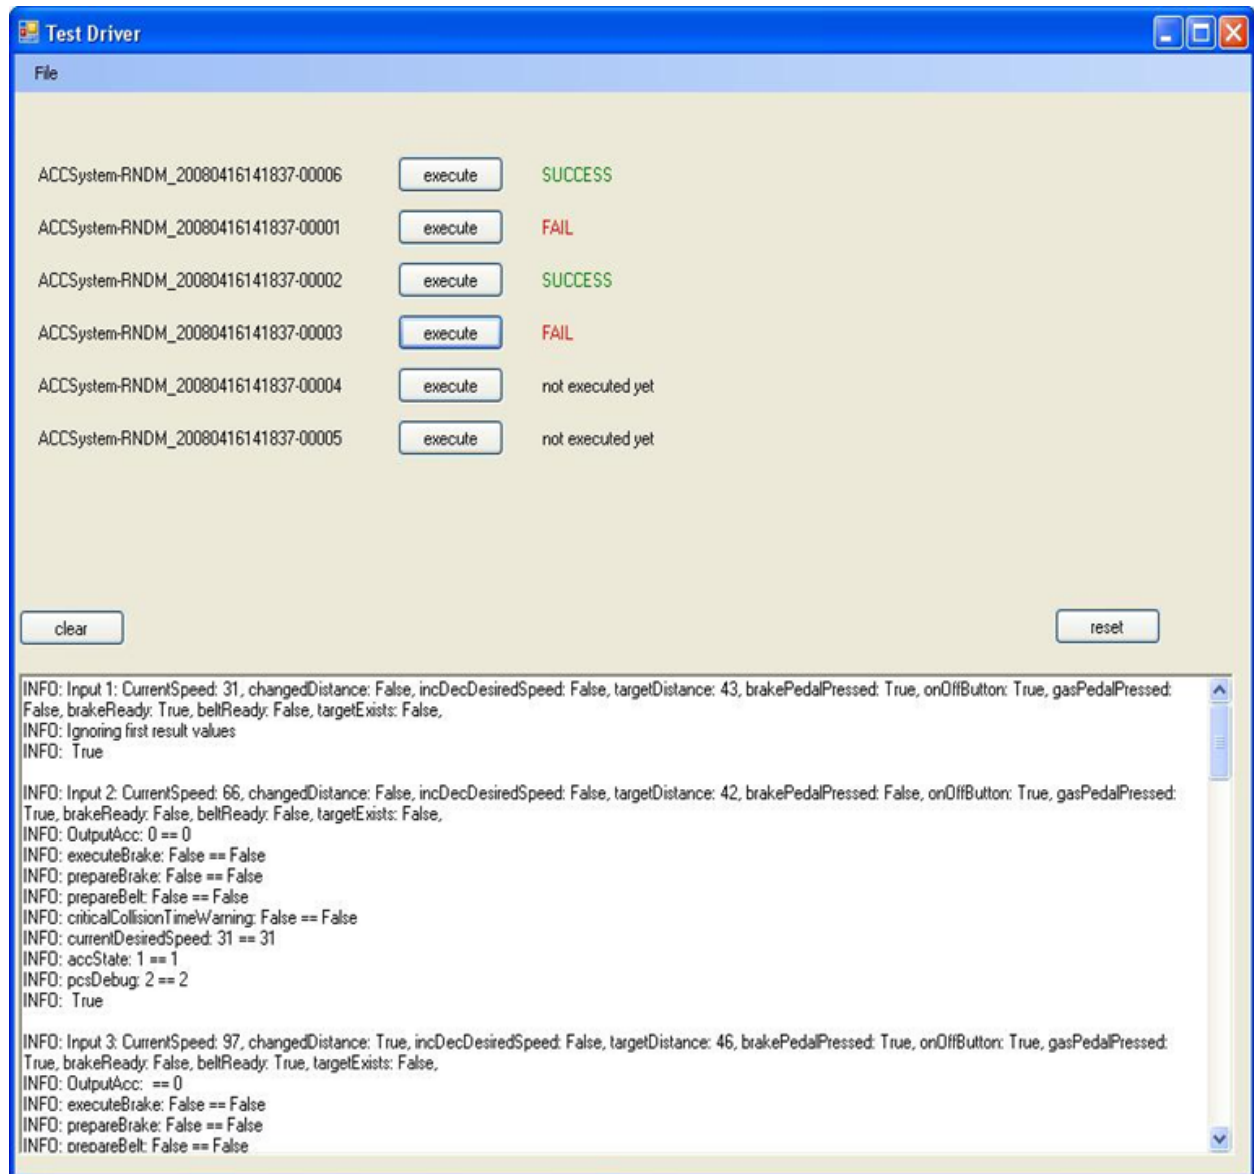 Test Driver
File
ACCSystem-RNDM_20080416141837-00006 execute SUCCESS
ACCSystem-RNDM_20080416141837-00001 execute FAIL
ACCSystem-RNDM_20080416141837-00002 execute SUCCESS
ACCSystem-RNDM_20080416141837-00003 execute FAIL
ACCSystem-RNDM_20080416141837-00004 execute not executed yet
ACCSystem-RNDM_20080416141837-00005 execute not executed yet
clear reset
INFO: Input 1: CurrentSpeed: 31, changedDistance: False, incDecDesiredSpeed: False, targetDistance: 43, brakePedalPressed: True, onOffButton: True, gasPedalPressed:
False, brakeReady: True, beltReady: False, targetExists: False,
INFO: Ignoring first result values
INFO:  True
INFO: Input 2: CurrentSpeed: 66, changedDistance: False, incDecDesiredSpeed: False, targetDistance: 42, brakePedalPressed: False, onOffButton: True, gasPedalPressed:
True, brakeReady: False, beltReady: False, targetExists: False,
INFO: OutputAcc: 0 == 0
INFO: executeBrake: False == False
INFO: prepareBrake: False == False
INFO: prepareBelt: False == False
INFO: criticalCollisionTimeWarning: False == False
INFO: currentDesiredSpeed: 31 == 31
INFO: accState: 1 == 1
INFO: pcsDebug: 2 == 2
INFO:  True
INFO: Input 3: CurrentSpeed: 97, changedDistance: True, incDecDesiredSpeed: False, targetDistance: 46, brakePedalPressed: True, onOffButton: True, gasPedalPressed:
True, brakeReady: False, beltReady: True, targetExists: False,
INFO: OutputAcc:  == 0
INFO: executeBrake: False == False
INFO: prepareBrake: False == False
INFO: prepareBelt: False == False